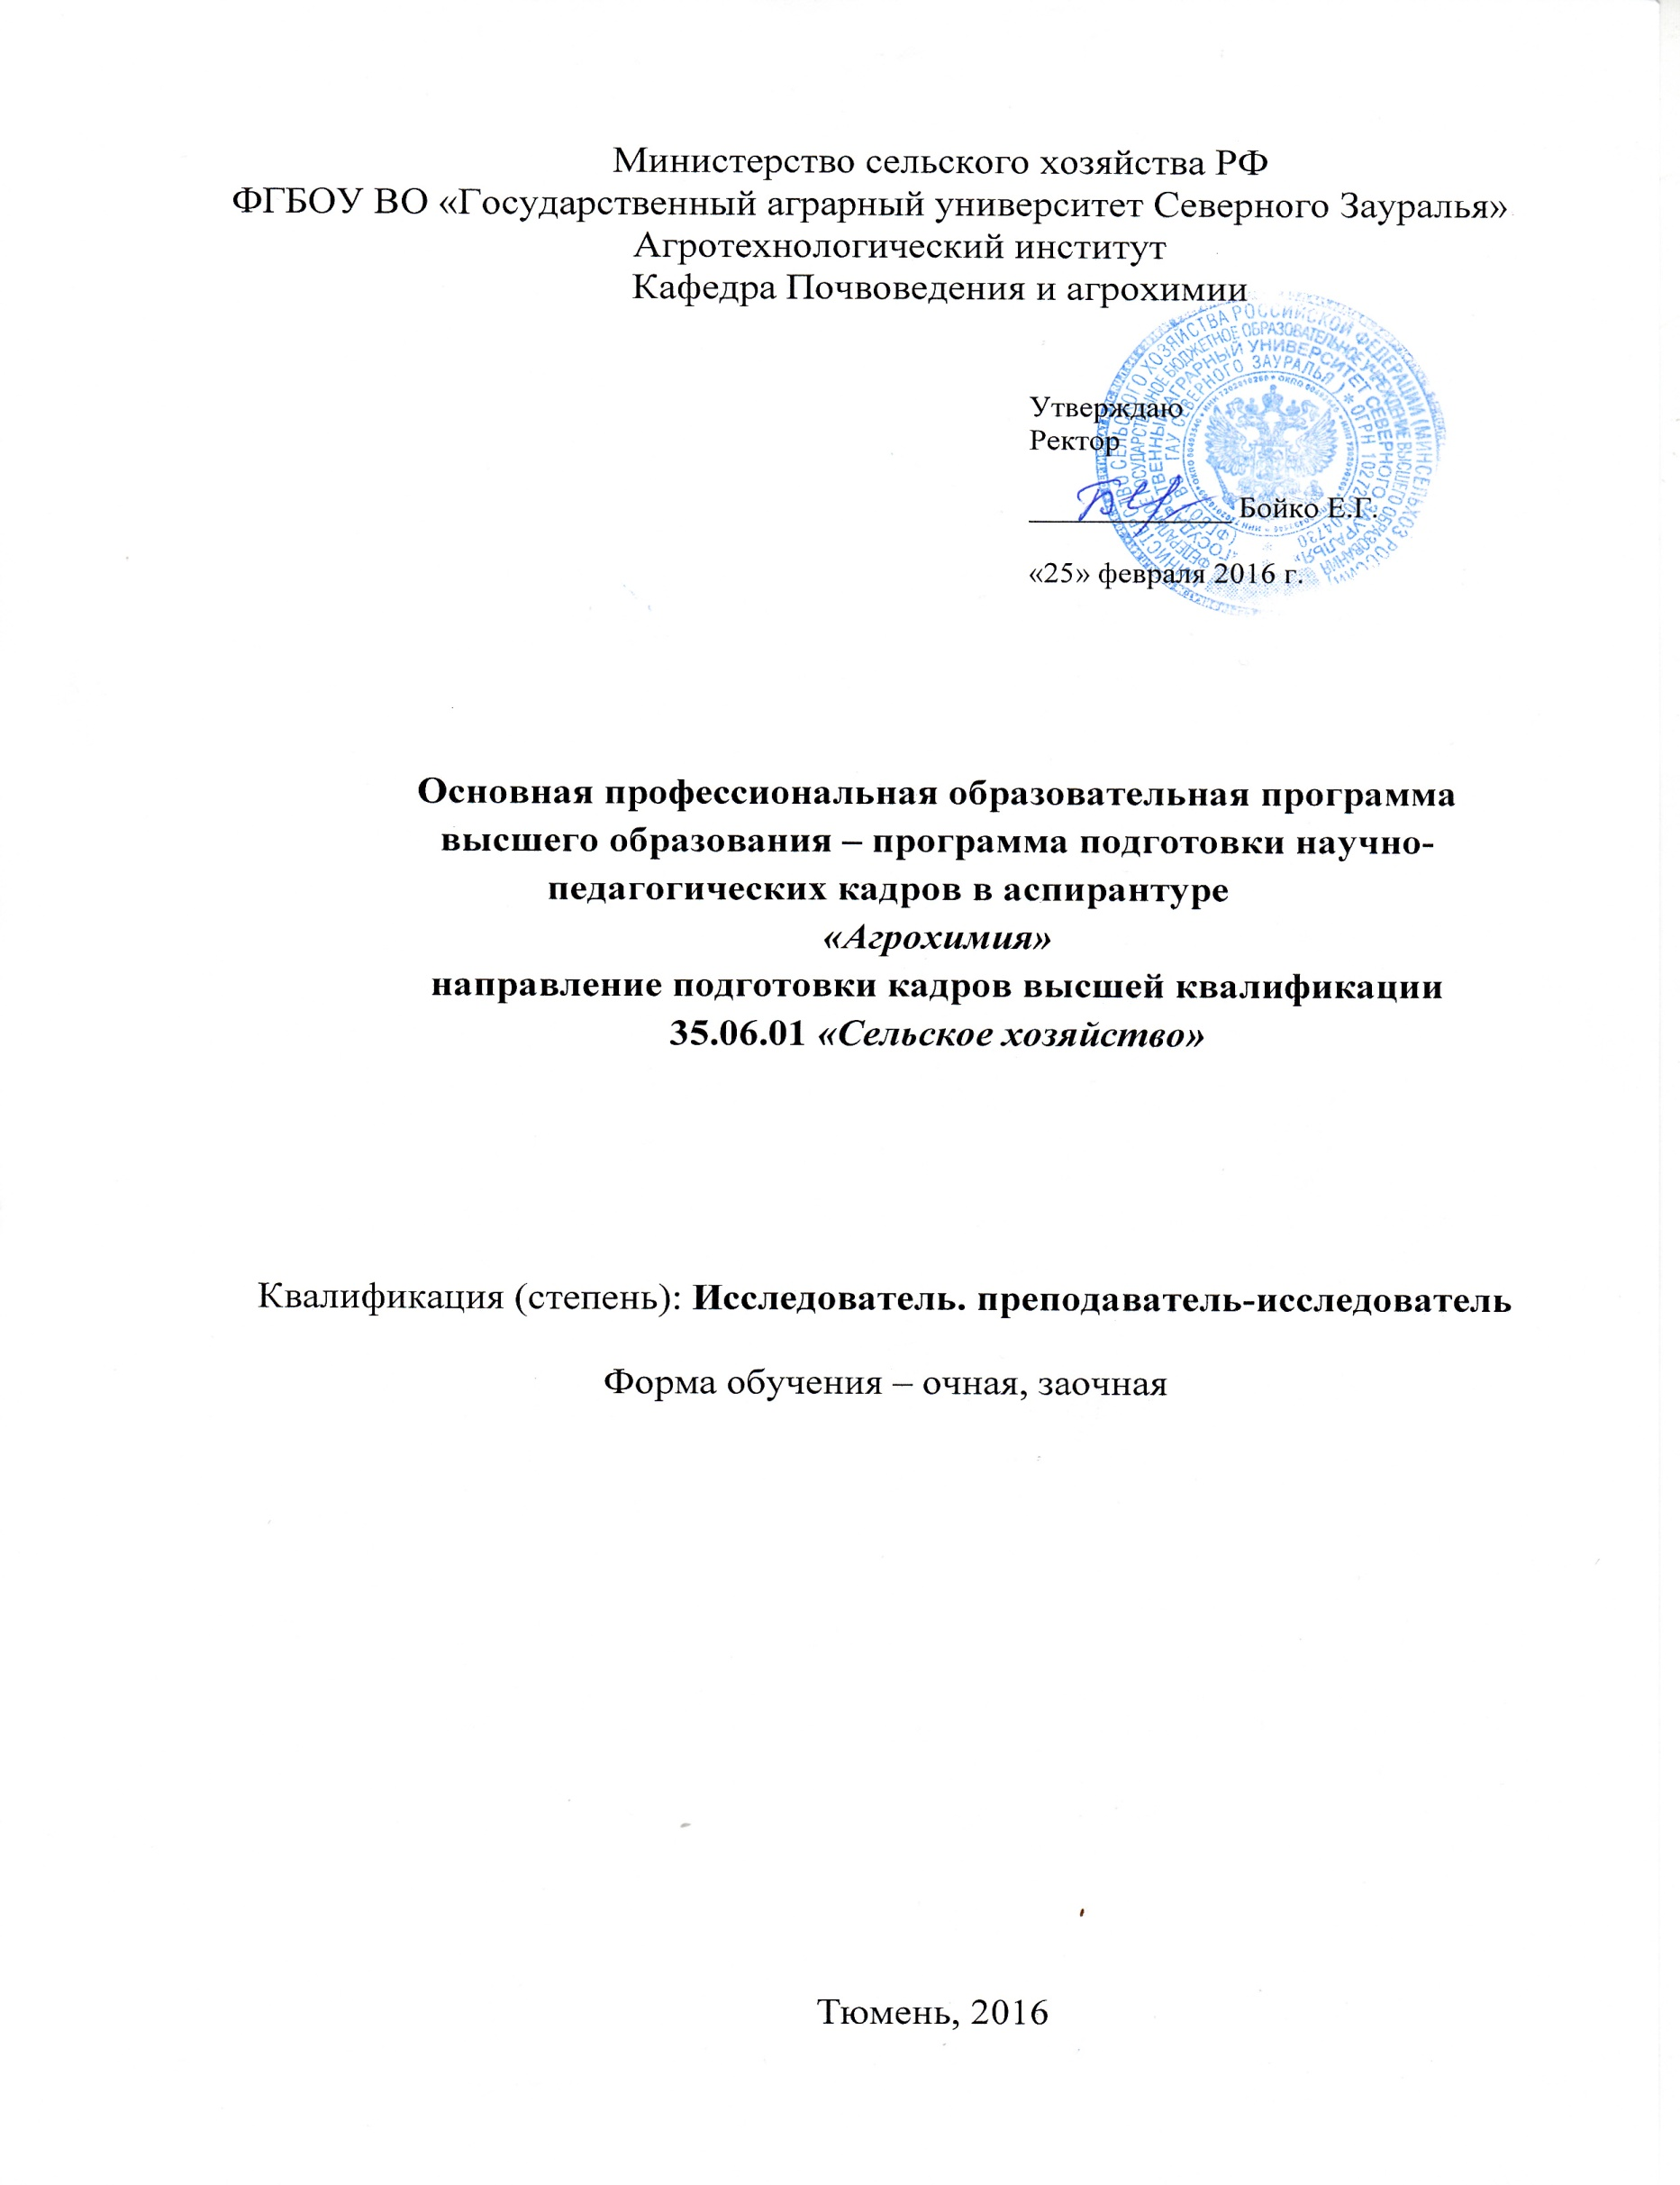 Министерство сельского хозяйства РФ
ФГБОУ ВО «Государственный аграрный университет Северного Зауралья»
Агротехнологический институт
Кафедра Почвоведения и агрохимии
Утверждаю
Ректор
Бойко Е.Г.
«25» февраля 2016 г.
Основная профессиональная образовательная программа
высшего образования – программа подготовки научно-
педагогических кадров в аспирантуре
«Агрохимия»
направление подготовки кадров высшей квалификации
35.06.01 «Сельское хозяйство»
Квалификация (степень): Исследователь. преподаватель-исследователь
Форма обучения – очная, заочная
Тюмень, 2016